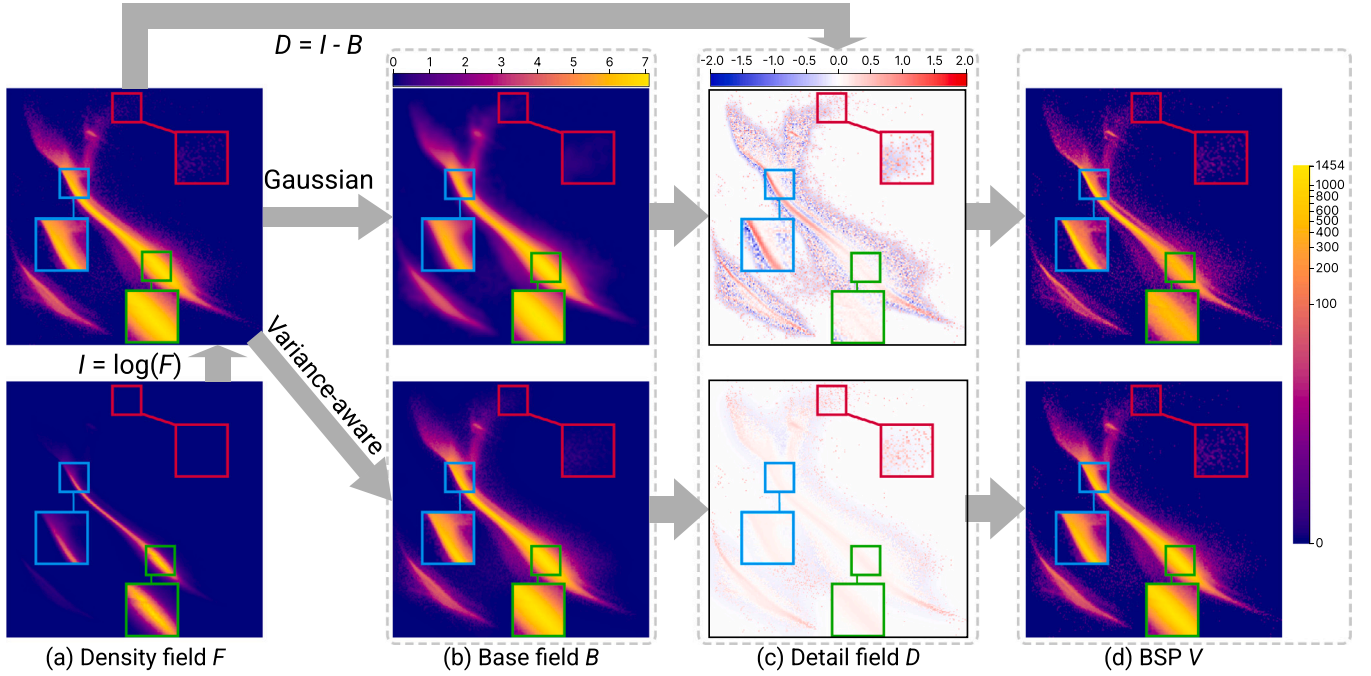 D = I - B
0 1 2 3 4 5 6 7
-2.0 -1.5 -1.0 -0.5 0.0 0.5 1.0 1.5 2.0
Gaussian
1454
1000
800
600
500
400
300
200
100
0
Variance-aware
I = log(F)
(a) Density field F
(b) Base field B
(c) Detail field D
(d) BSP V